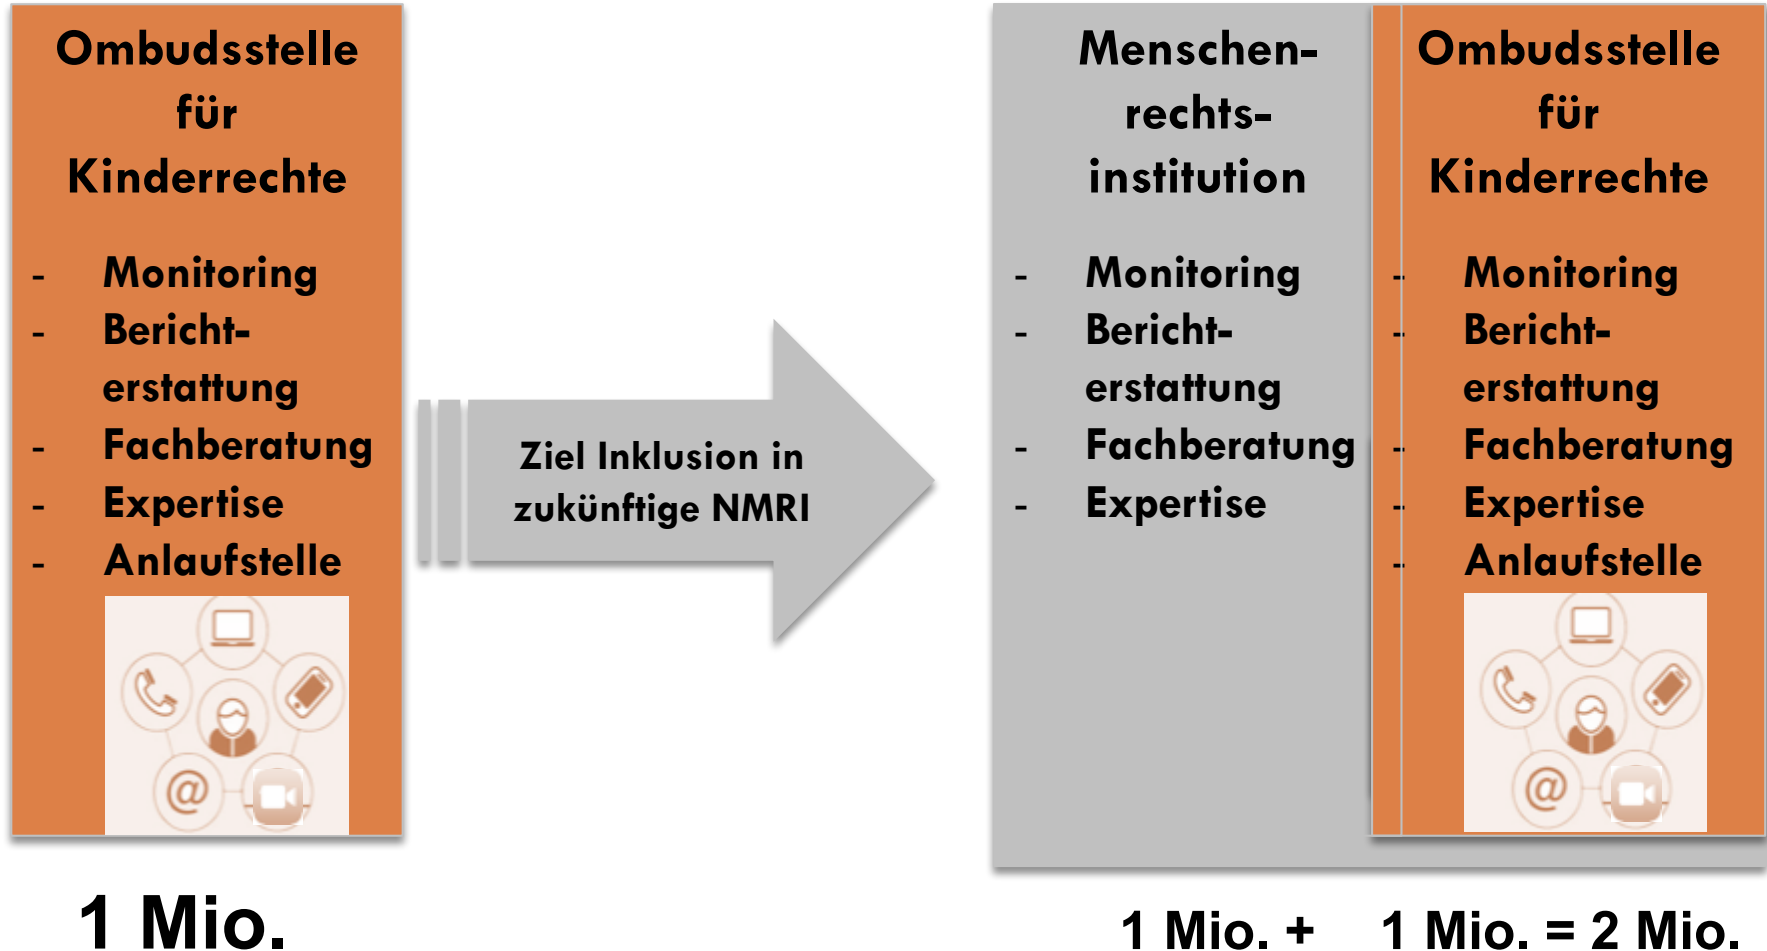 Ombudsstelle
für
Kinderrechte
- Monitoring
- Bericht-
erstattung
- Fachberatung
- Expertise
- Anlaufstelle
@
1 Mio.
Ziel Inklusion in
zukünftige NMRI
Menschen-
rechts-
institution
- Monitoring
- Bericht-
erstattung
- Fachberatung
- Expertise
Ombudsstelle
für
Kinderrechte
- Monitoring
- Bericht-
erstattung
- Fachberatung
- Expertise
- Anlaufstelle
@
1 Mio. + 1 Mio. = 2 Mio.